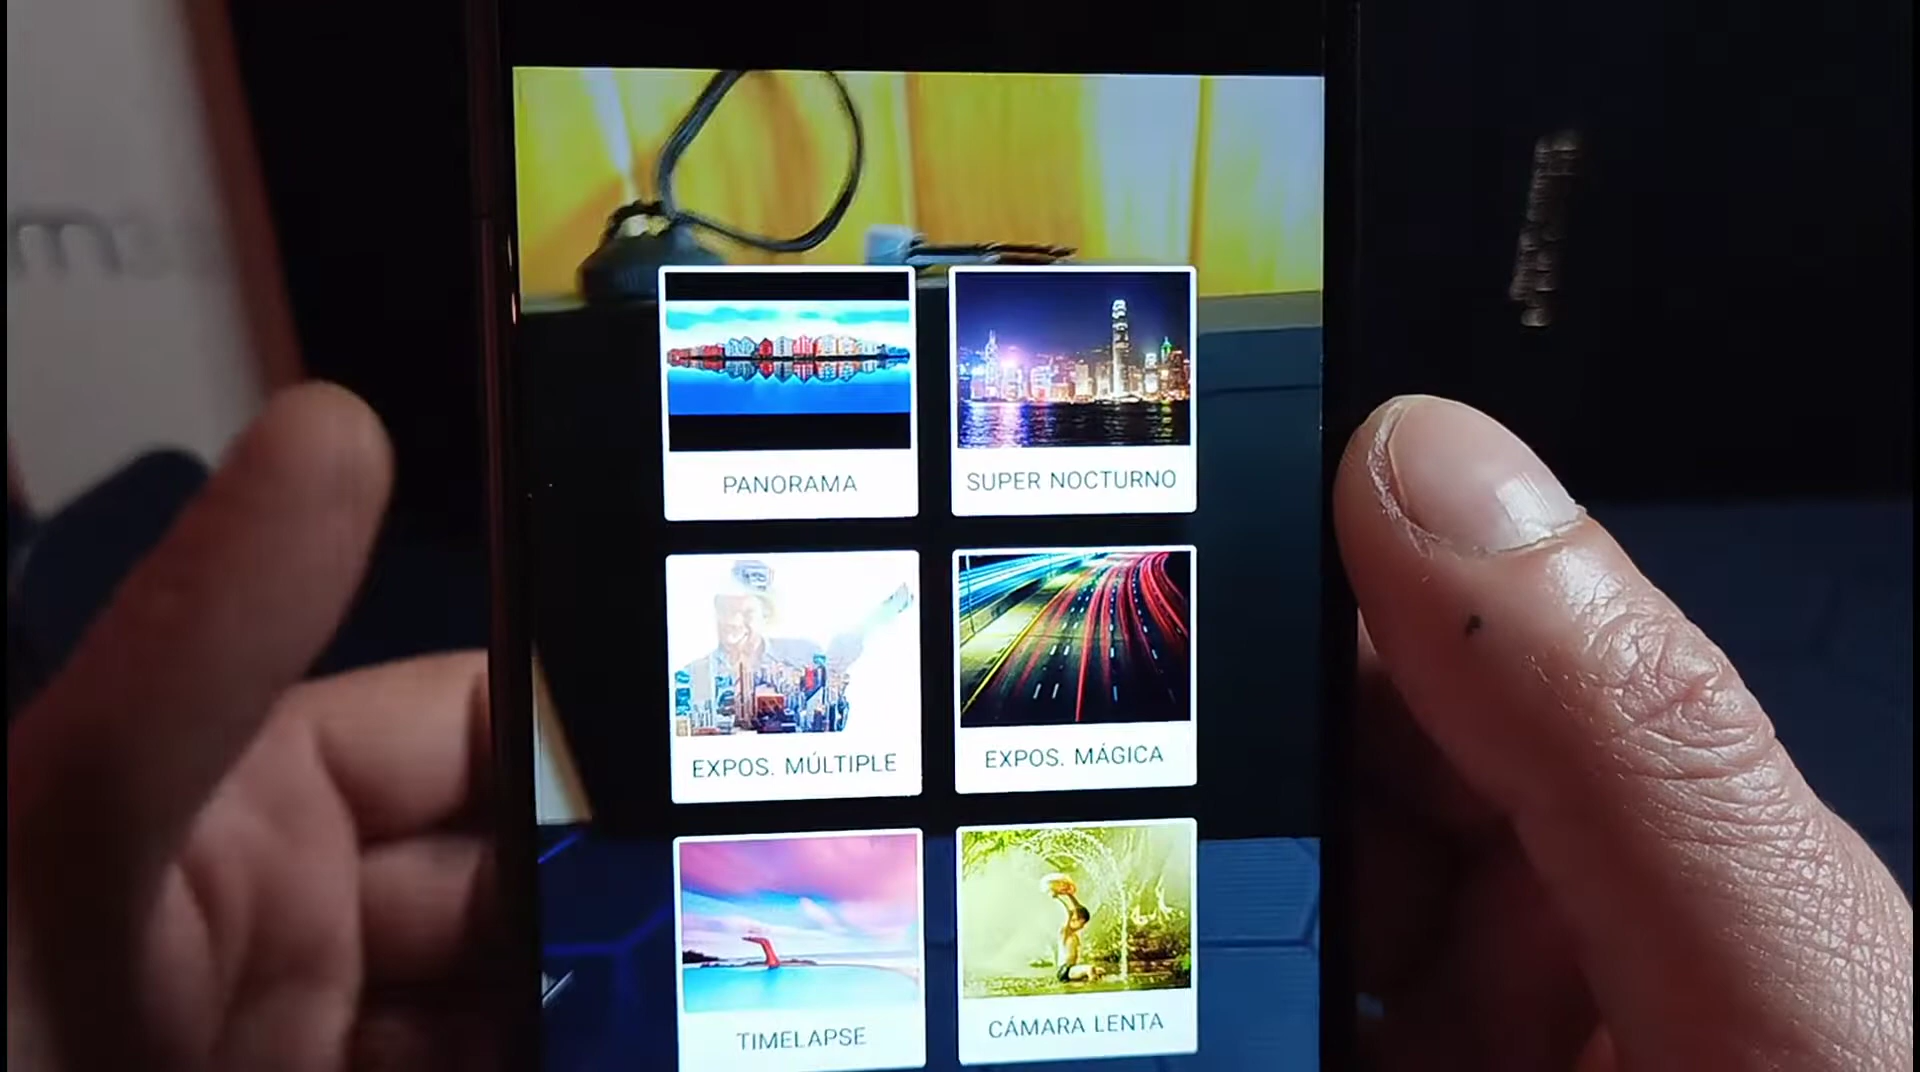 PANORAMA
SUPER NOCTURNO
EXPOS. MÚLTIPLE
EXPOS. MÁGICA
TIMELAPSE
CÁMARA LENTA